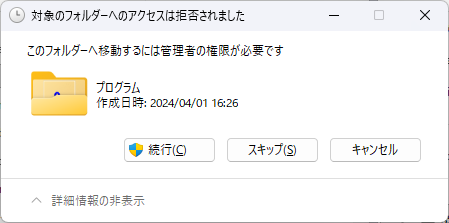 対象のフォルダーへのアクセスは拒否されました
このフォルダーへ移動するには管理者の権限が必要です
プログラム
作成日時: 2024/04/01 16:26
続行(C)
スキップ(S)
キャンセル
詳細情報の非表示